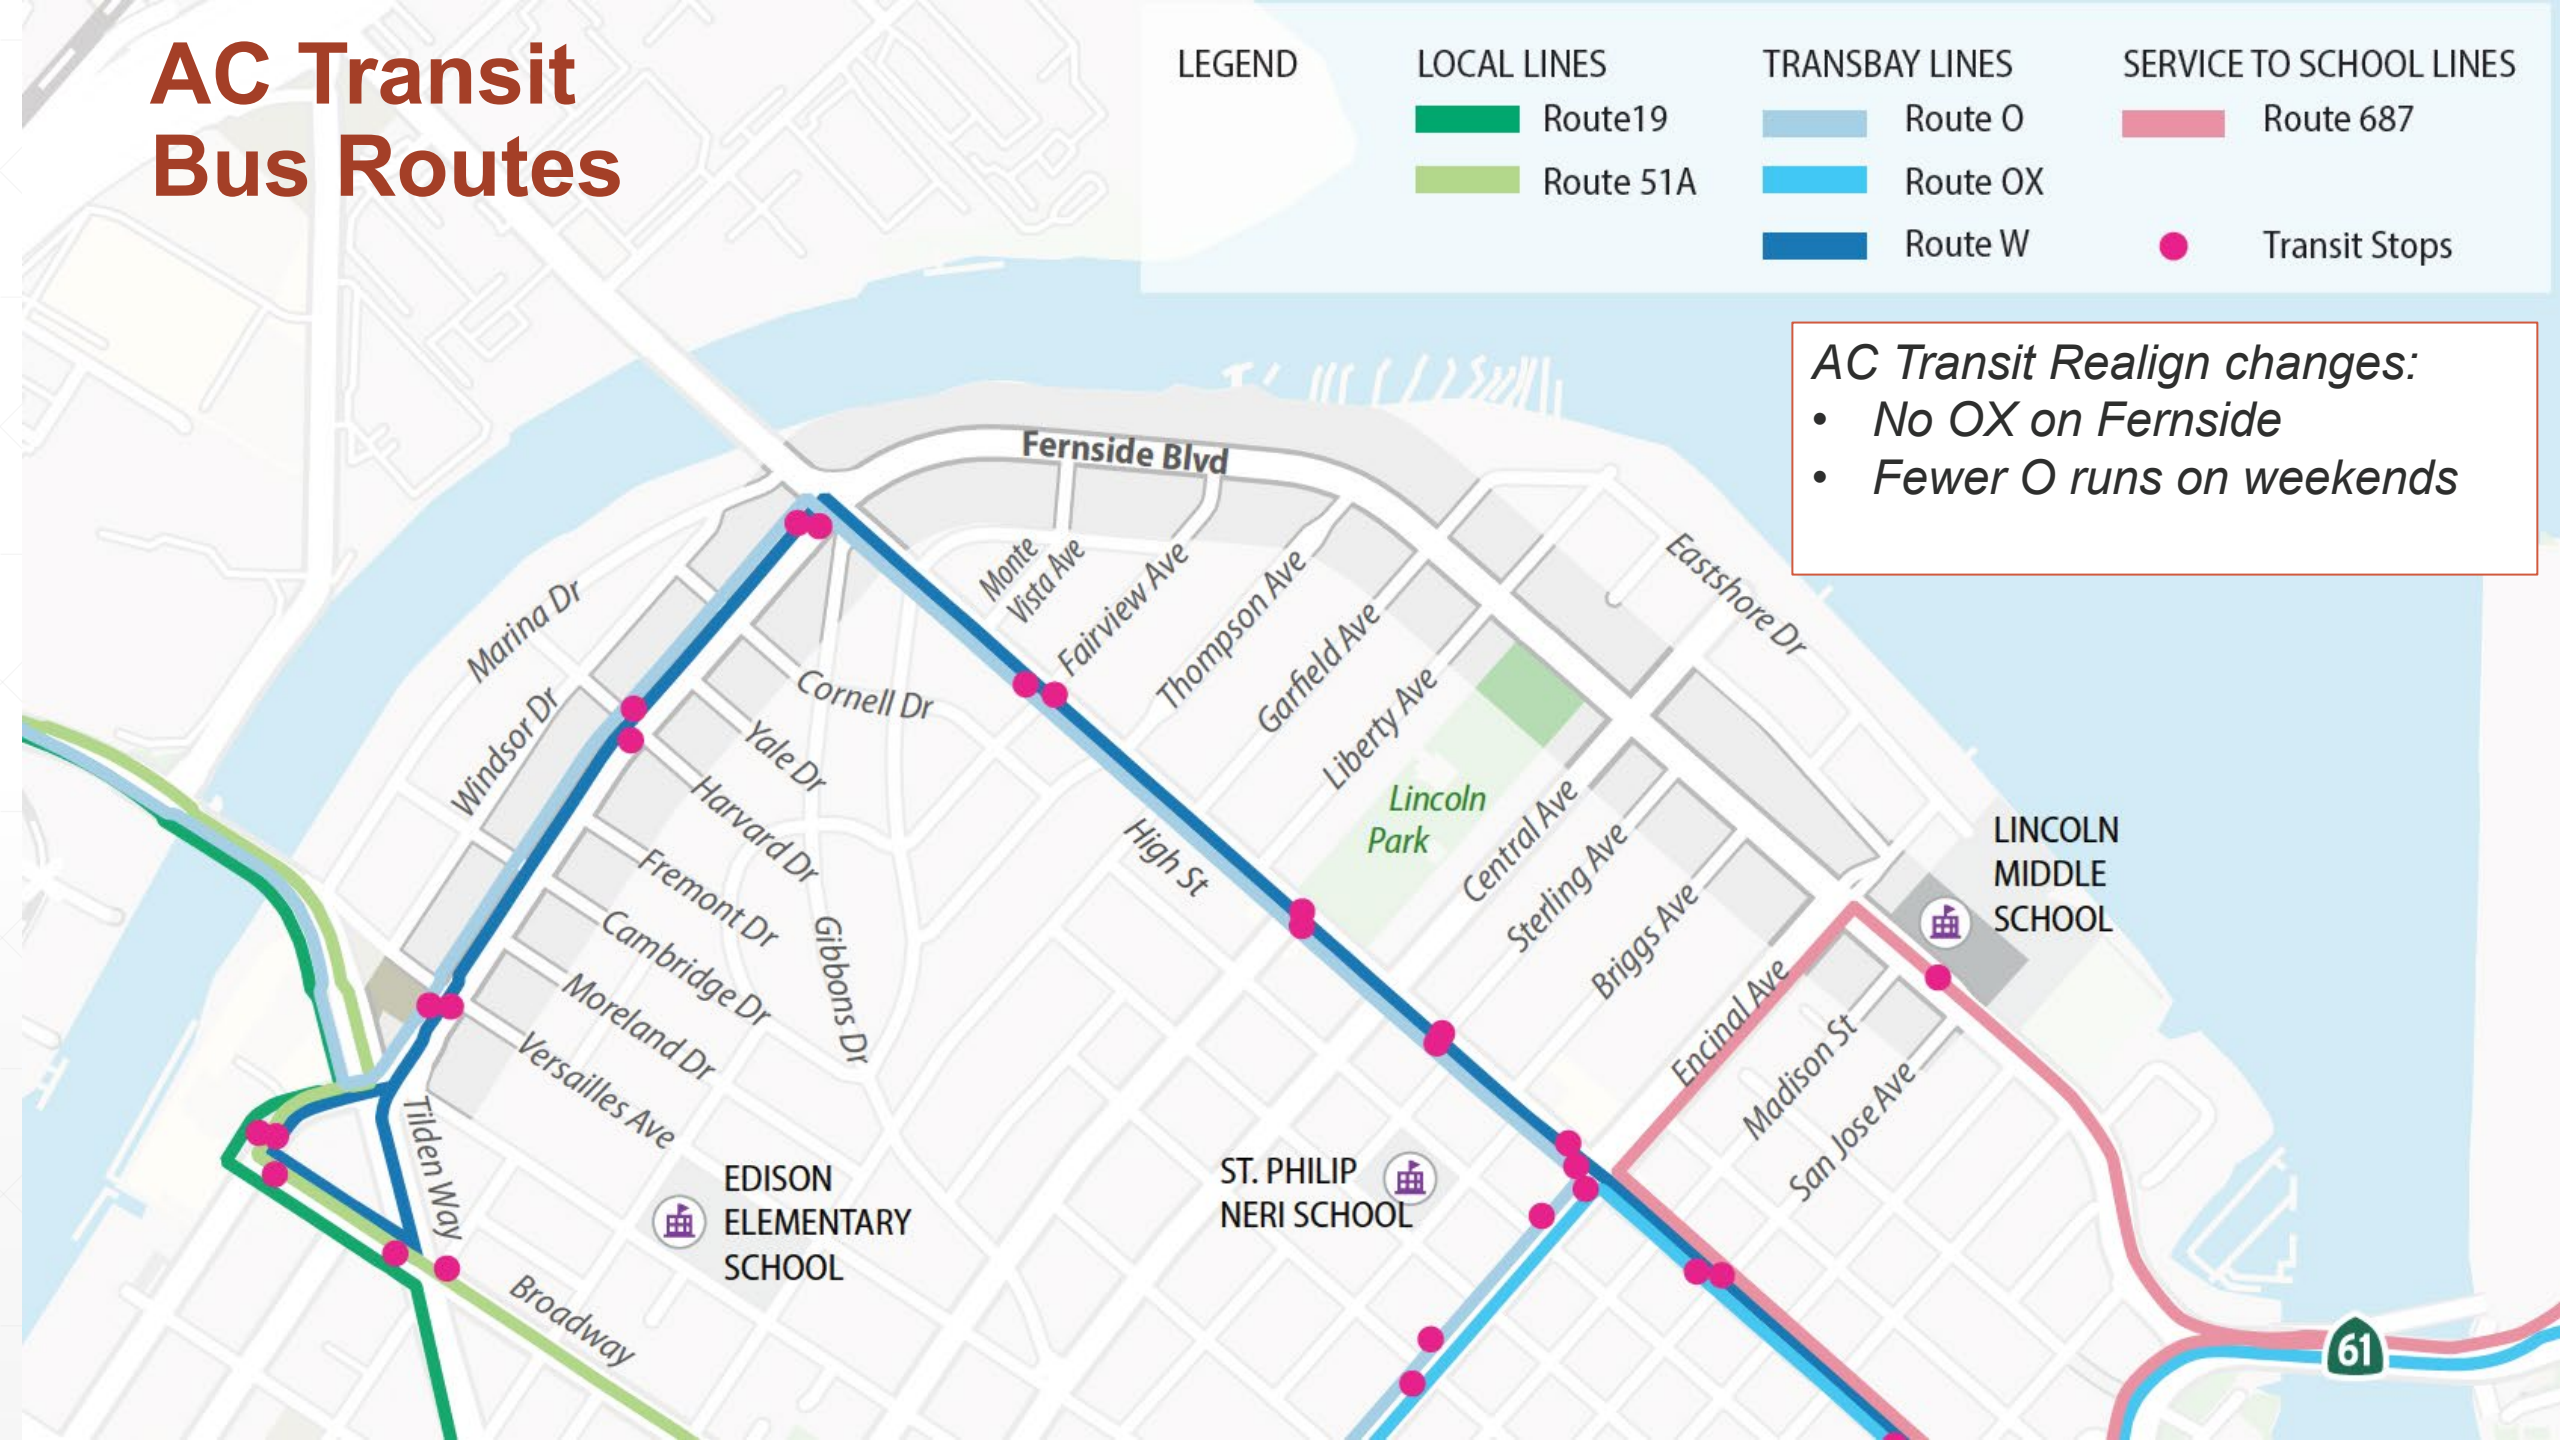 AC Transit
Bus Routes
LEGEND
LOCAL LINES
Route19
Route 51A
TRANSBAY LINES
Route O
Route OX
Route W
SERVICE TO SCHOOL LINES
Route 687
Transit Stops
AC Transit Realign changes:
• No OX on Fernside
• Fewer O runs on weekends
Fernside Blvd
Eastshore Dr
Monte
Vista Ave
Fairview Ave
Thompson Ave
Garfield Ave
Liberty Ave
Marina Dr
Windsor Dr
Cornell Dr
Yale Dr
Harvard Dr
Fremont Dr
Cambridge Dr
Moreland Dr
Versailles Ave
Gibbons Dr
High St
Lincoln
Park
Central Ave
Sterling Ave
Briggs Ave
Encinal Ave
Madison St
San Jose Ave
LINCOLN
MIDDLE
SCHOOL
Tilden Way
EDISON
ELEMENTARY
SCHOOL
ST. PHILIP
NERI SCHOOL
Broadway
61